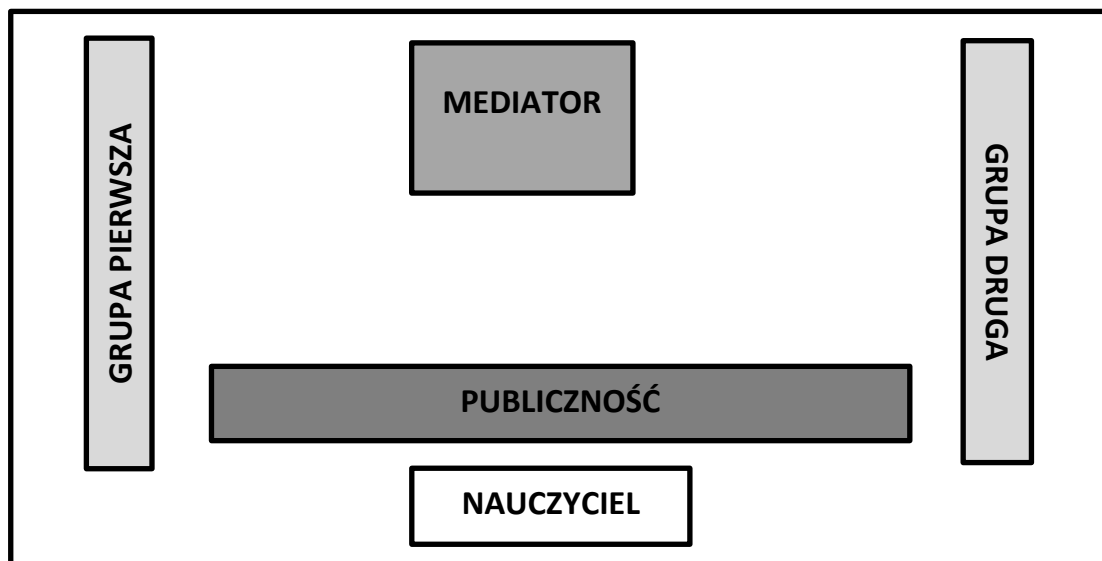 GRUPA PIERWSZA
MEDIATOR
GRUPA DRUGA
PUBLICZNOŚĆ
NAUCZYCIEL